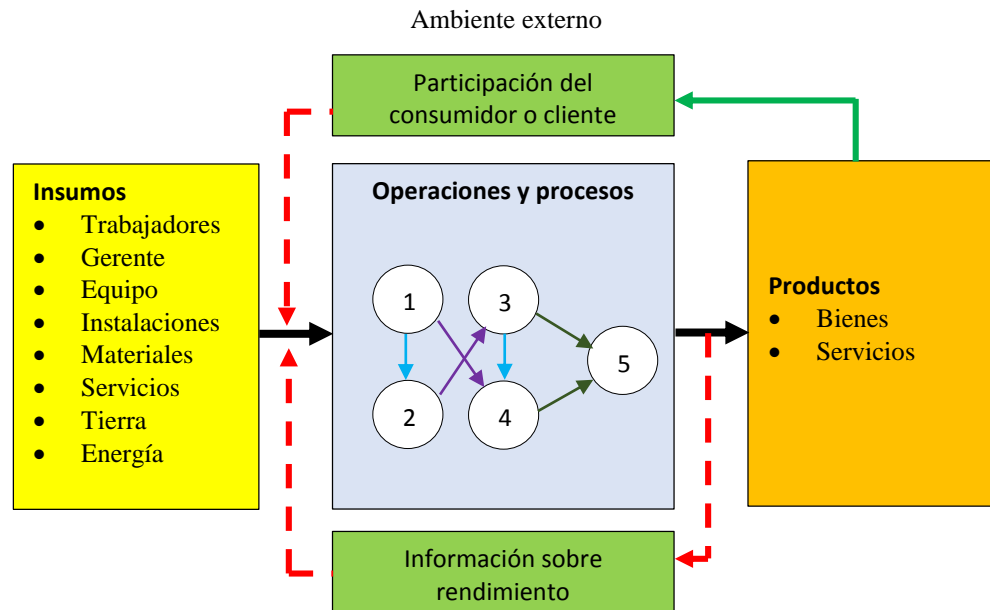 Ambiente externo
Participación del
consumidor o cliente
Insumos
• Trabajadores
• Gerente
• Equipo
• Instalaciones
• Materiales
• Servicios
• Tierra
• Energía
Operaciones y procesos
1
3
5
2
4
Productos
• Bienes
• Servicios
Información sobre
rendimiento